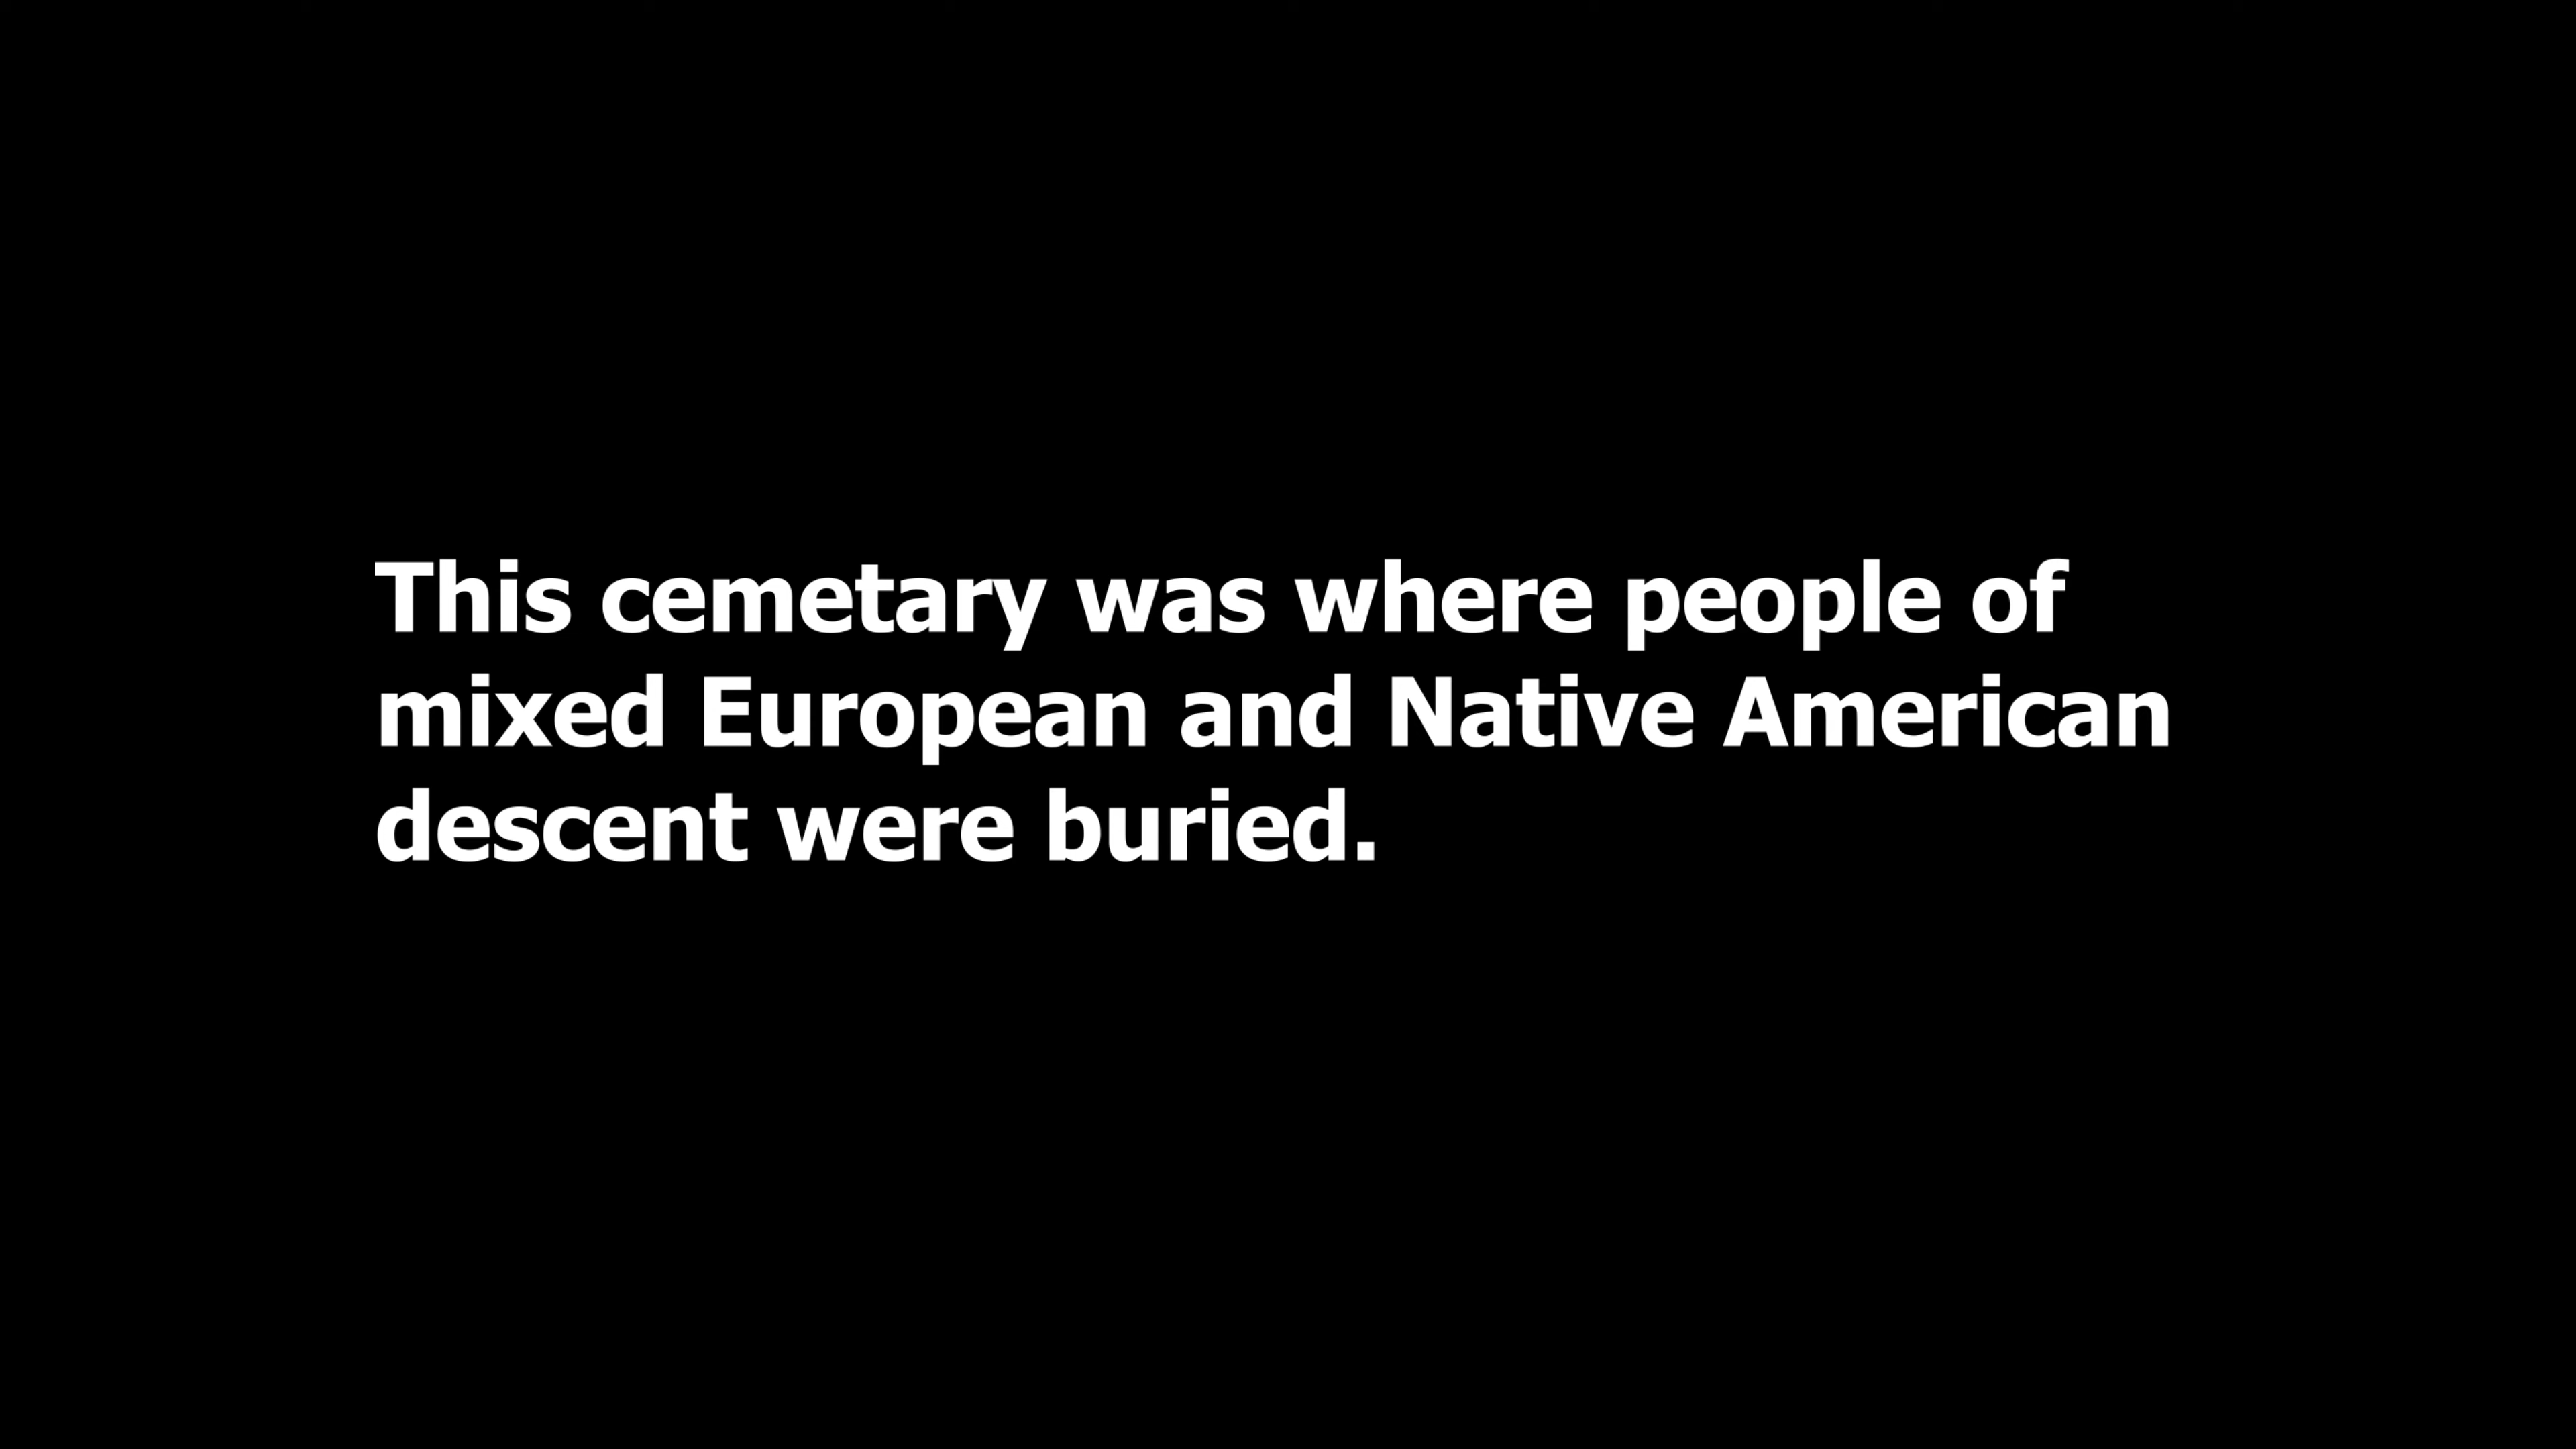 This cemetary was where people of
mixed European and Native American
descent were buried.